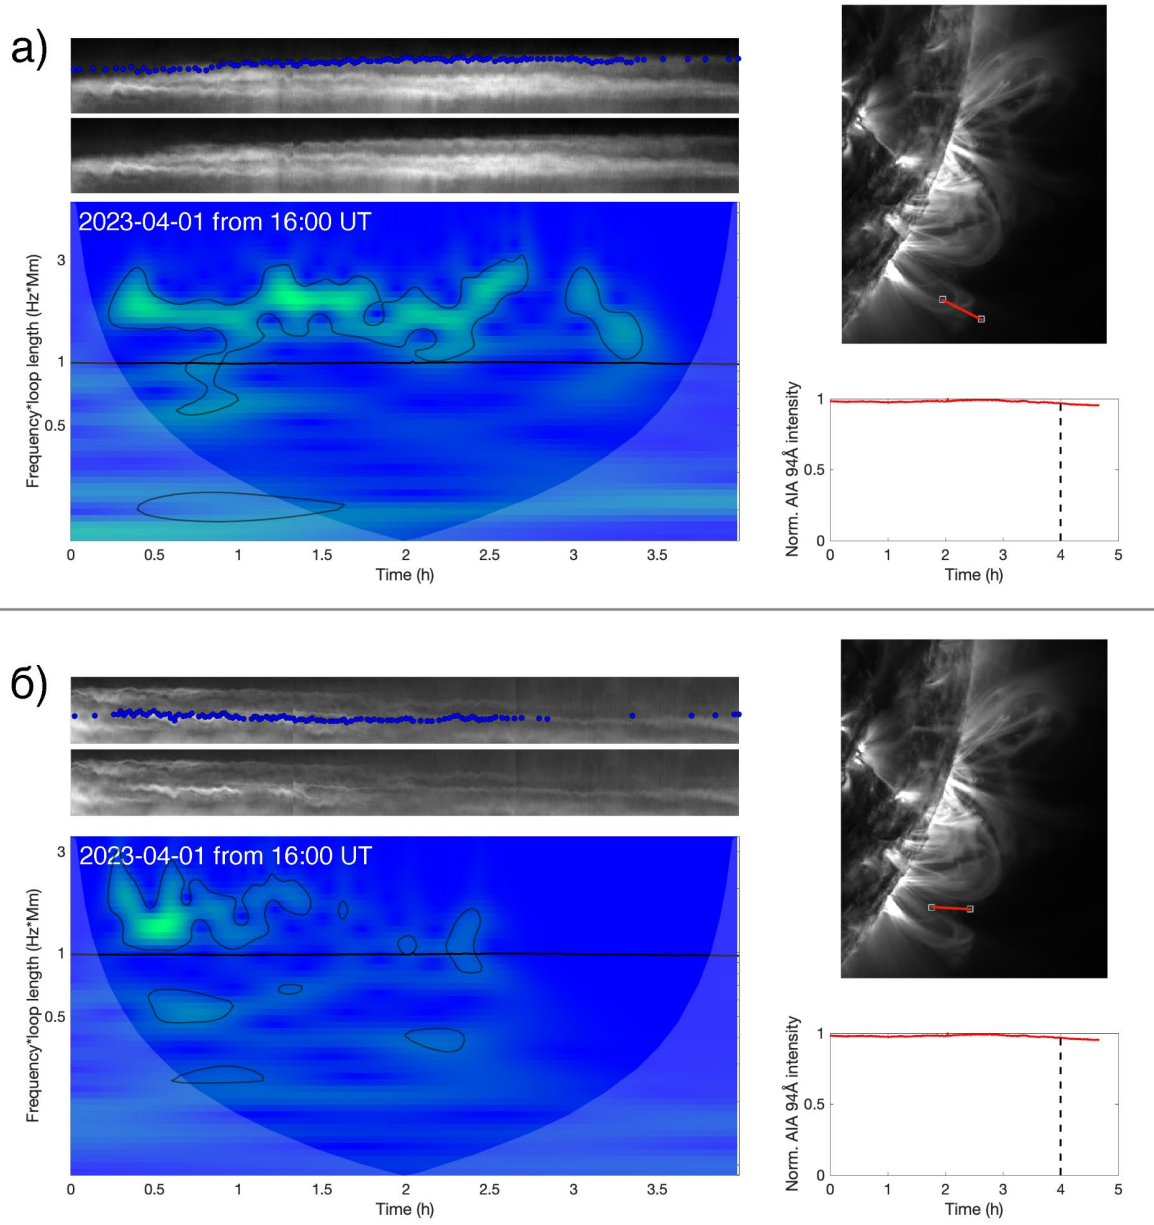 а)
2023-04-01 from 16:00 UT
Frequency*loop length (Hz*Mm)
3
1
0.5
0 0.5 1 1.5 2 2.5 3 3.5
Time (h)
Norm. AIA 94Å intensity
1
0.5
0
0 1 2 3 4 5
Time (h)
б)
2023-04-01 from 16:00 UT
Frequency*loop length (Hz*Mm)
3
1
0.5
0 0.5 1 1.5 2 2.5 3 3.5
Time (h)
Norm. AIA 94Å intensity
1
0.5
0
0 1 2 3 4 5
Time (h)